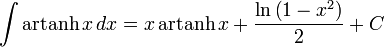 ∫ artanh x dx = x artanh x + ln (1 − x²) / 2 + C